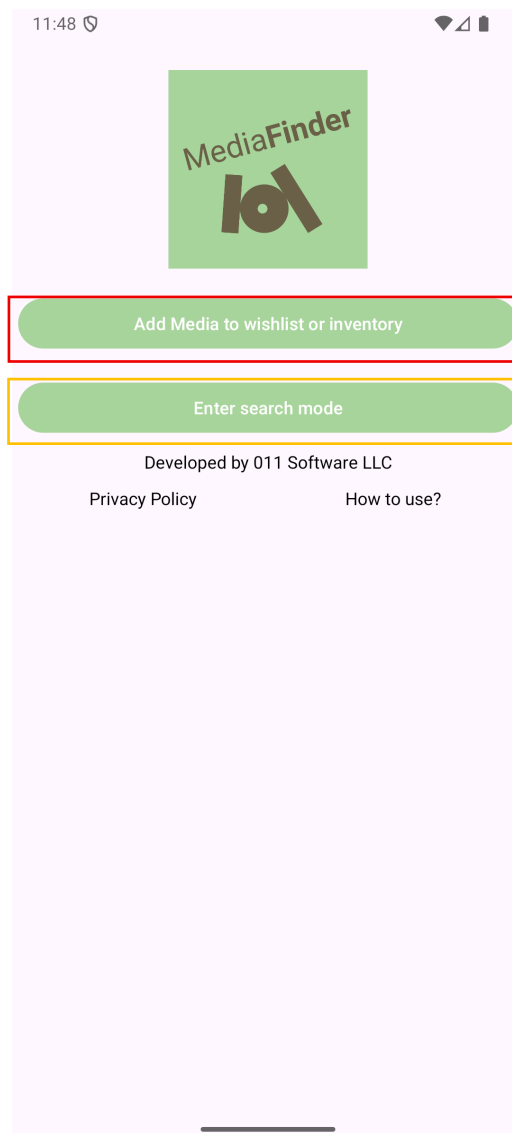 11:48
MediaFinder
Add Media to wishlist or inventory
Enter search mode
Developed by 011 Software LLC
Privacy Policy
How to use?